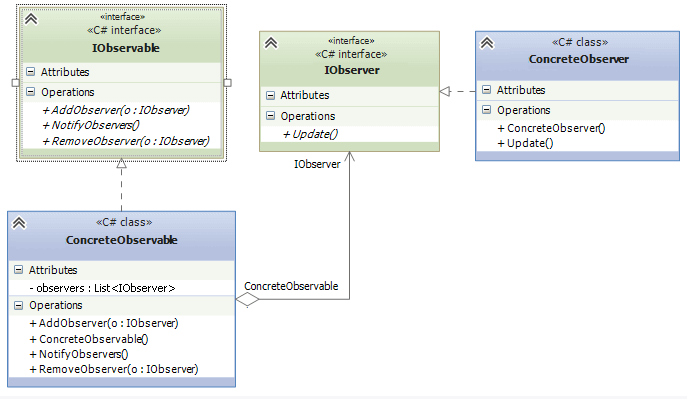 «interface»
«C# interface»
IObservable
Attributes
Operations
+ AddObserver(o : IObserver)
+ NotifyObservers()
+ RemoveObserver(o : IObserver)
«interface»
«C# interface»
IObserver
Attributes
Operations
+ Update()
«C# class»
ConcreteObserver
Attributes
Operations
+ ConcreteObserver()
+ Update()
IObserver
«C# class»
ConcreteObservable
Attributes
- observers : List<IObserver>
Operations
+ AddObserver(o : IObserver)
+ ConcreteObservable()
+ NotifyObservers()
+ RemoveObserver(o : IObserver)
ConcreteObservable